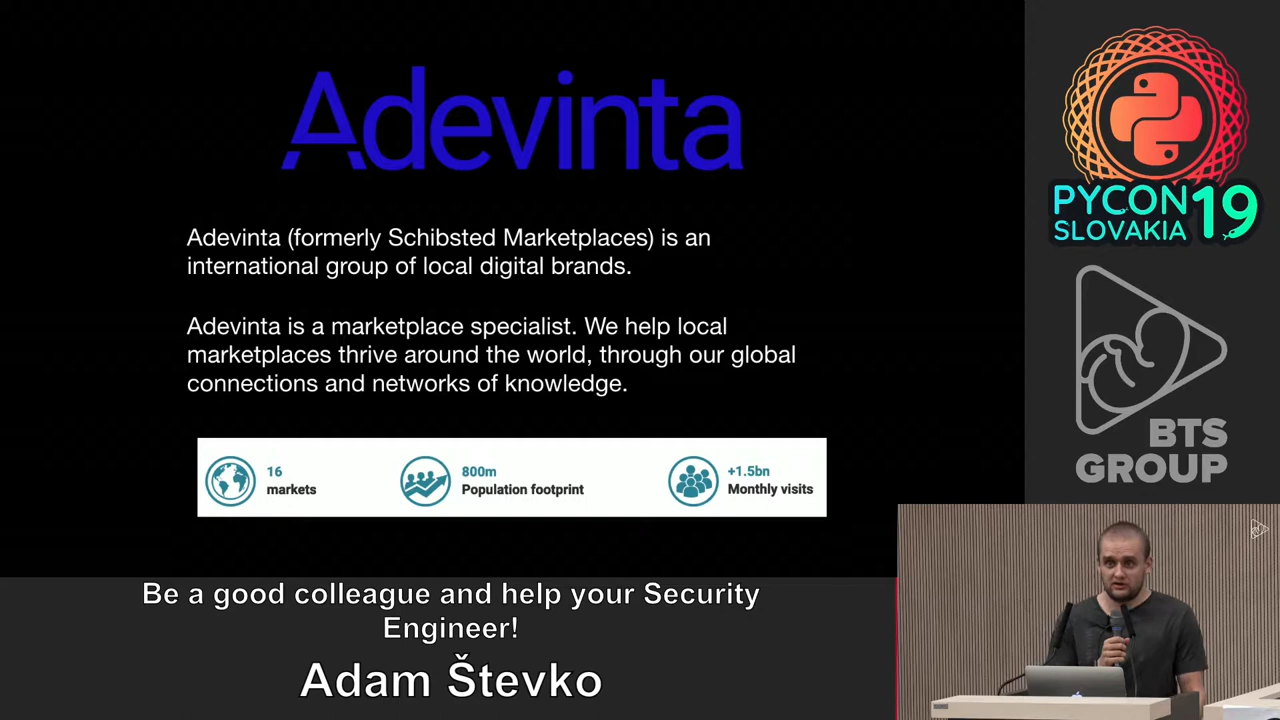 Adevinta
Adevinta (formerly Schibsted Marketplaces) is an
international group of local digital brands.
Adevinta is a marketplace specialist. We help local
marketplaces thrive around the world, through our global
connections and networks of knowledge.
16
markets
800m
Population footprint
+1.5bn
Monthly visits
PYCON
SLOVAKIA
19
BTS
GROUP
Be a good colleague and help your Security
Engineer!
Adam Števko